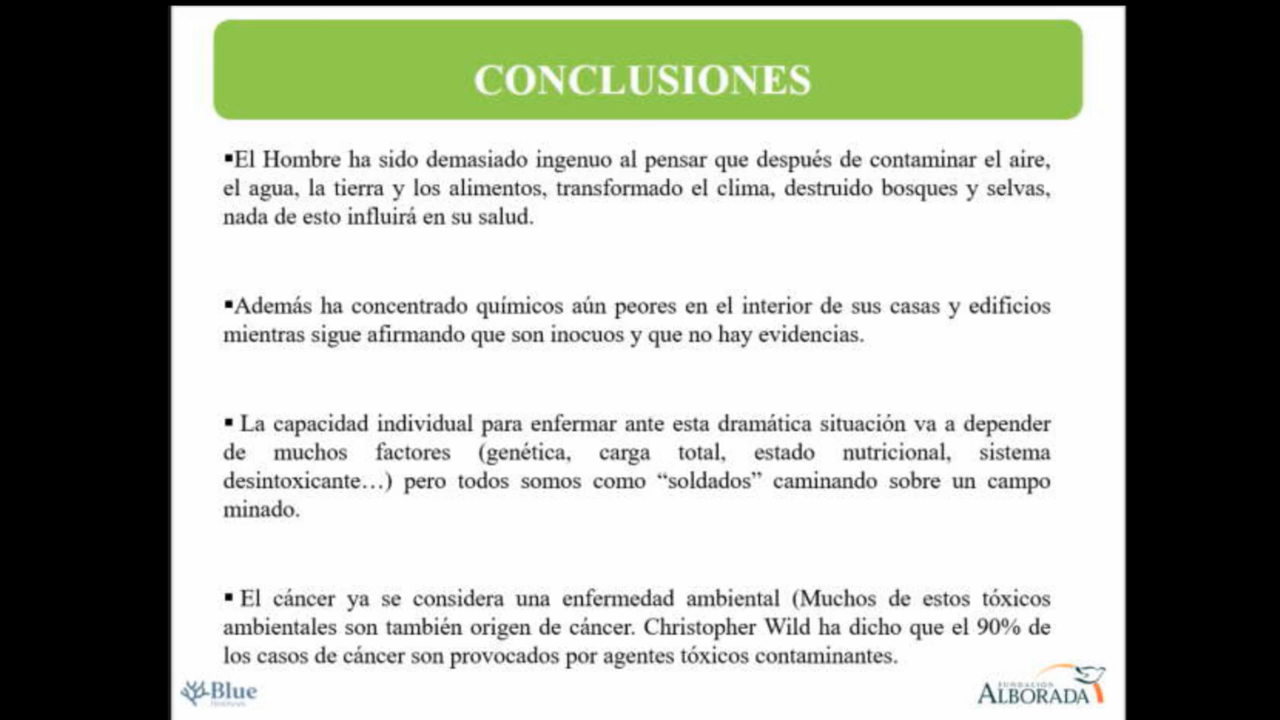 CONCLUSIONES
▪El Hombre ha sido demasiado ingenuo al pensar que después de contaminar el aire,
el agua, la tierra y los alimentos, transformado el clima, destruido bosques y selvas,
nada de esto influirá en su salud.
▪Además ha concentrado químicos aún peores en el interior de sus casas y edificios
mientras sigue afirmando que son inocuos y que no hay evidencias.
▪ La capacidad individual para enfermar ante esta dramática situación va a depender
de muchos factores (genética, carga total, estado nutricional, sistema
desintoxicante…) pero todos somos como “soldados” caminando sobre un campo
minado.
▪ El cáncer ya se considera una enfermedad ambiental (Muchos de estos tóxicos
ambientales son también origen de cáncer. Christopher Wild ha dicho que el 90% de
los casos de cáncer son provocados por agentes tóxicos contaminantes.
Blue
FUNDACIÓN
ALBORADA